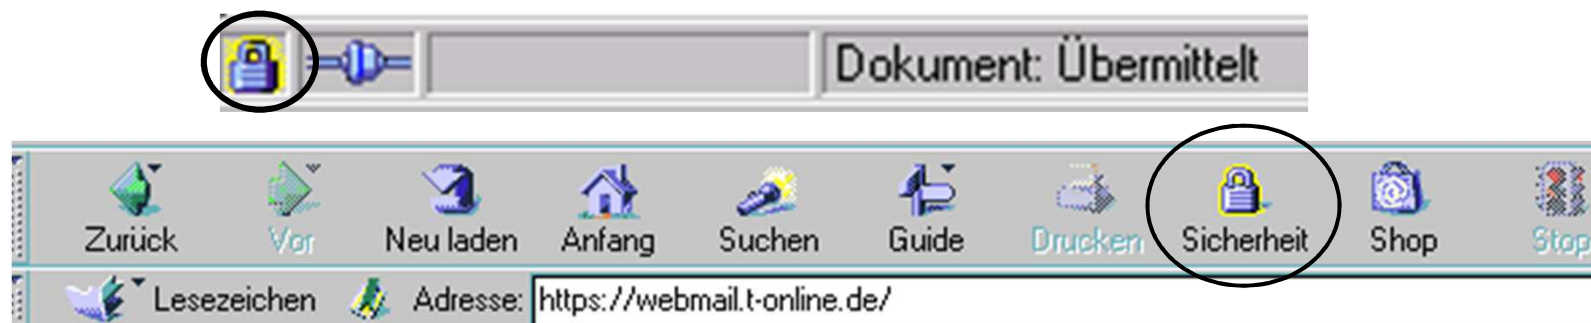 Dokument: Übermittelt
Zurück Vor Neu laden Anfang Suchen Guide Drucken Sicherheit Shop Stop
Lesezeichen Adresse: https://webmail.t-online.de/